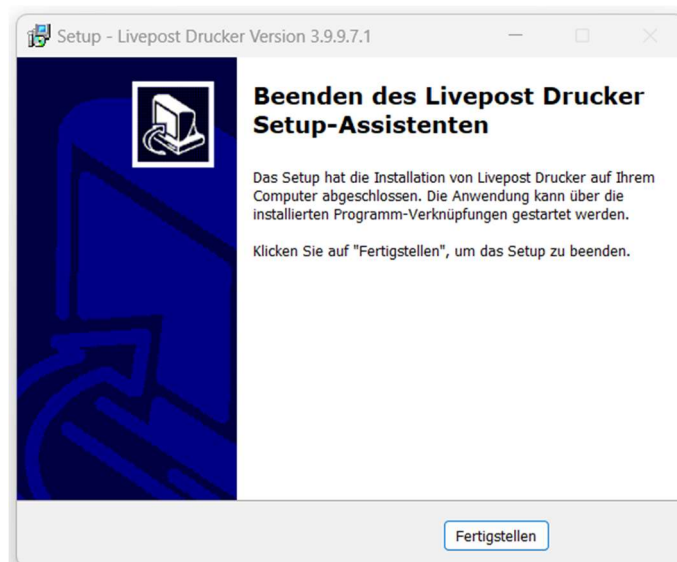 Setup - Livepost Drucker Version 3.9.9.7.1
Beenden des Livepost Drucker
Setup-Assistenten
Das Setup hat die Installation von Livepost Drucker auf Ihrem
Computer abgeschlossen. Die Anwendung kann über die
installierten Programm-Verknüpfungen gestartet werden.
Klicken Sie auf "Fertigstellen", um das Setup zu beenden.
Fertigstellen